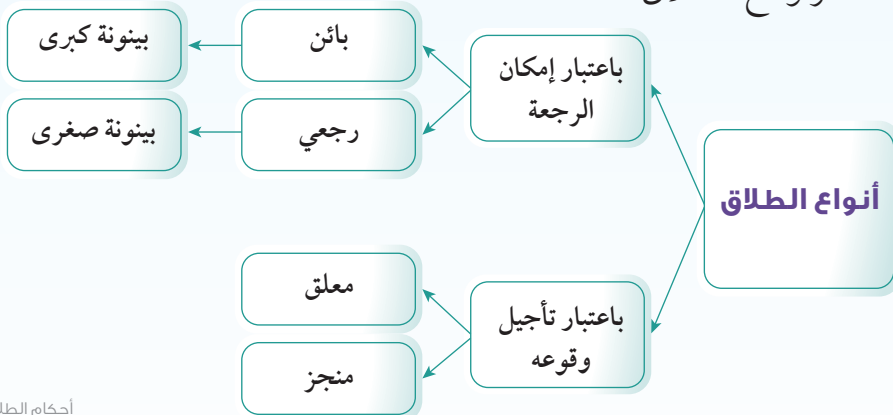 أنواع الطلاق
باعتبار إمكان
الرجعة
بائن
بينونة كبرى
رجعي
بينونة صغرى
باعتبار تأجيل
وقوعه
معلق
منجز